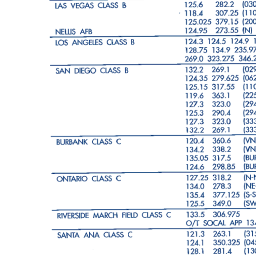 LAS VEGAS CLASS B 125.6 282.2 (030
118.4 307.25 (110
125.025 379.15 (200
NELLIS AFB 124.95 273.55 (N)
LOS ANGELES CLASS B 124.3 124.5 124.9 1
128.75 134.9 235.97
269.0 323.275 346.2
SAN DIEGO CLASS B 132.2 269.1 (029
124.35 279.625 (062
125.15 317.55 (110
119.6 363.1 (225
127.3 323.0 (294
125.3 290.4 (294
127.3 323.0 (333
132.2 269.1 (333
BURBANK CLASS C 120.4 360.6 (VN
134.2 338.2 (VN
135.05 317.5 (BUR
124.6 298.85 (BUR
ONTARIO CLASS C 127.25 318.2 (N-N
134.0 278.3 (NE-
135.4 377.125 (S-S
125.5 349.0 (SW
RIVERSIDE MARCH FIELD CLASS C 133.5 306.975
O/T SOCAL APP 134
SANTA ANA CLASS C 121.3 263.1 (315
124.1 350.325 (045
128.1 281.4 (130